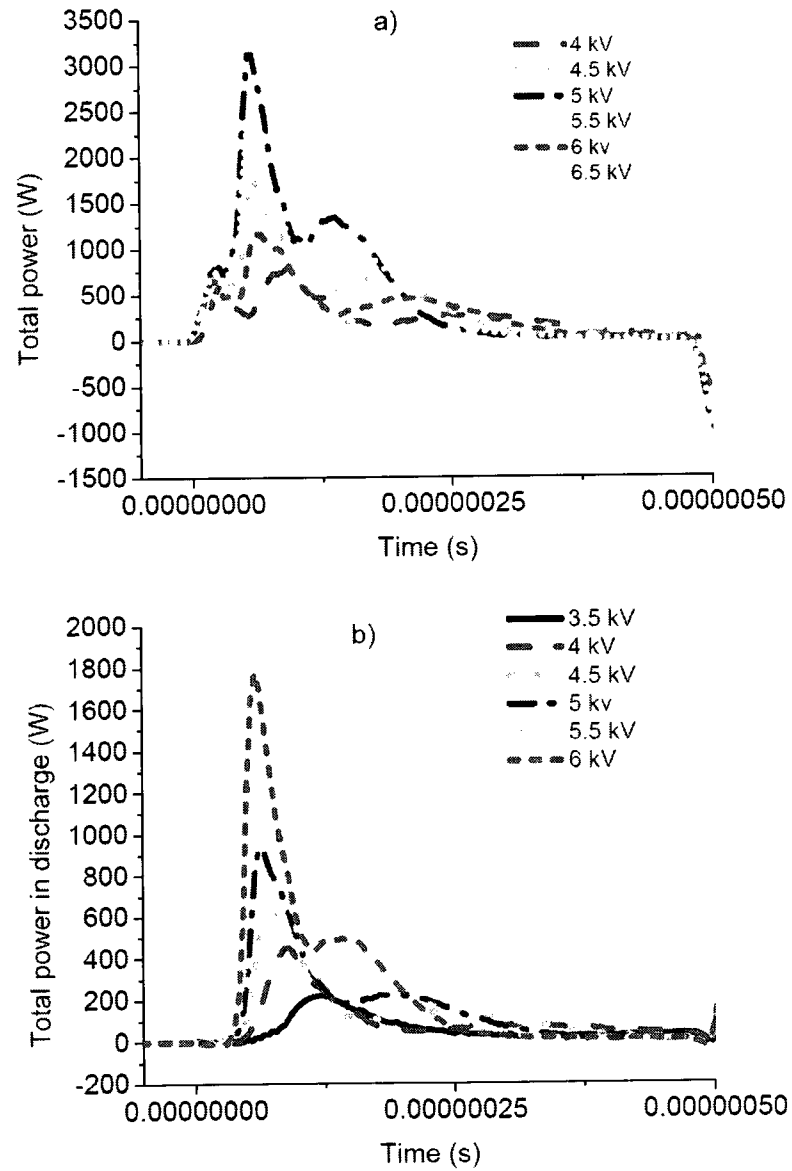 a)
4 kV
4.5 kV
5 kV
5.5 kV
6 kv
6.5 kV
3500
3000
2500
2000
1500
1000
500
0
-500
-1000
-1500
Total power (W)
0.00000000 0.00000025 0.00000050
Time (s)
b)
3.5 kV
4 kV
4.5 kV
5 kv
5.5 kV
6 kV
2000
1800
1600
1400
1200
1000
800
600
400
200
0
-200
Total power in discharge (W)
0.00000000 0.00000025 0.00000050
Time (s)